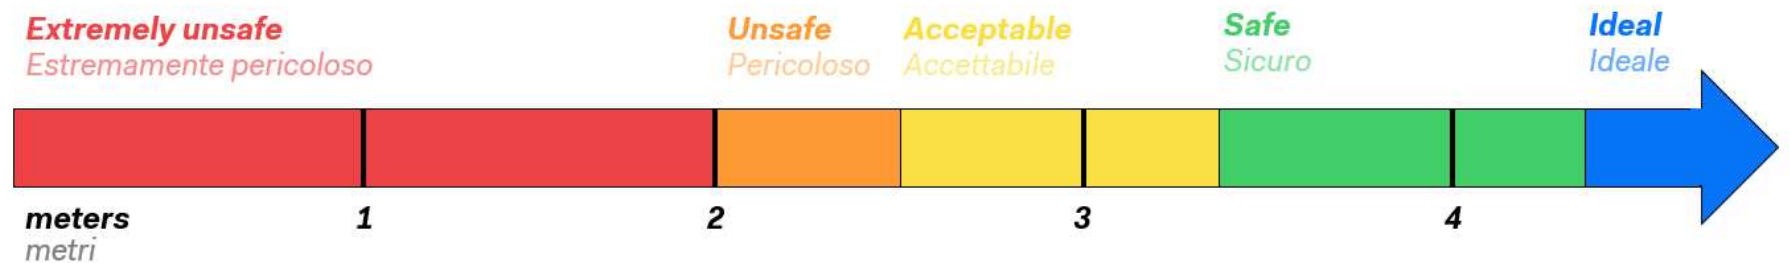 Extremely unsafe
Estremamente pericoloso
Unsafe
Pericoloso
Acceptable
Accettabile
Safe
Sicuro
Ideal
Ideale
meters
metri
1
2
3
4